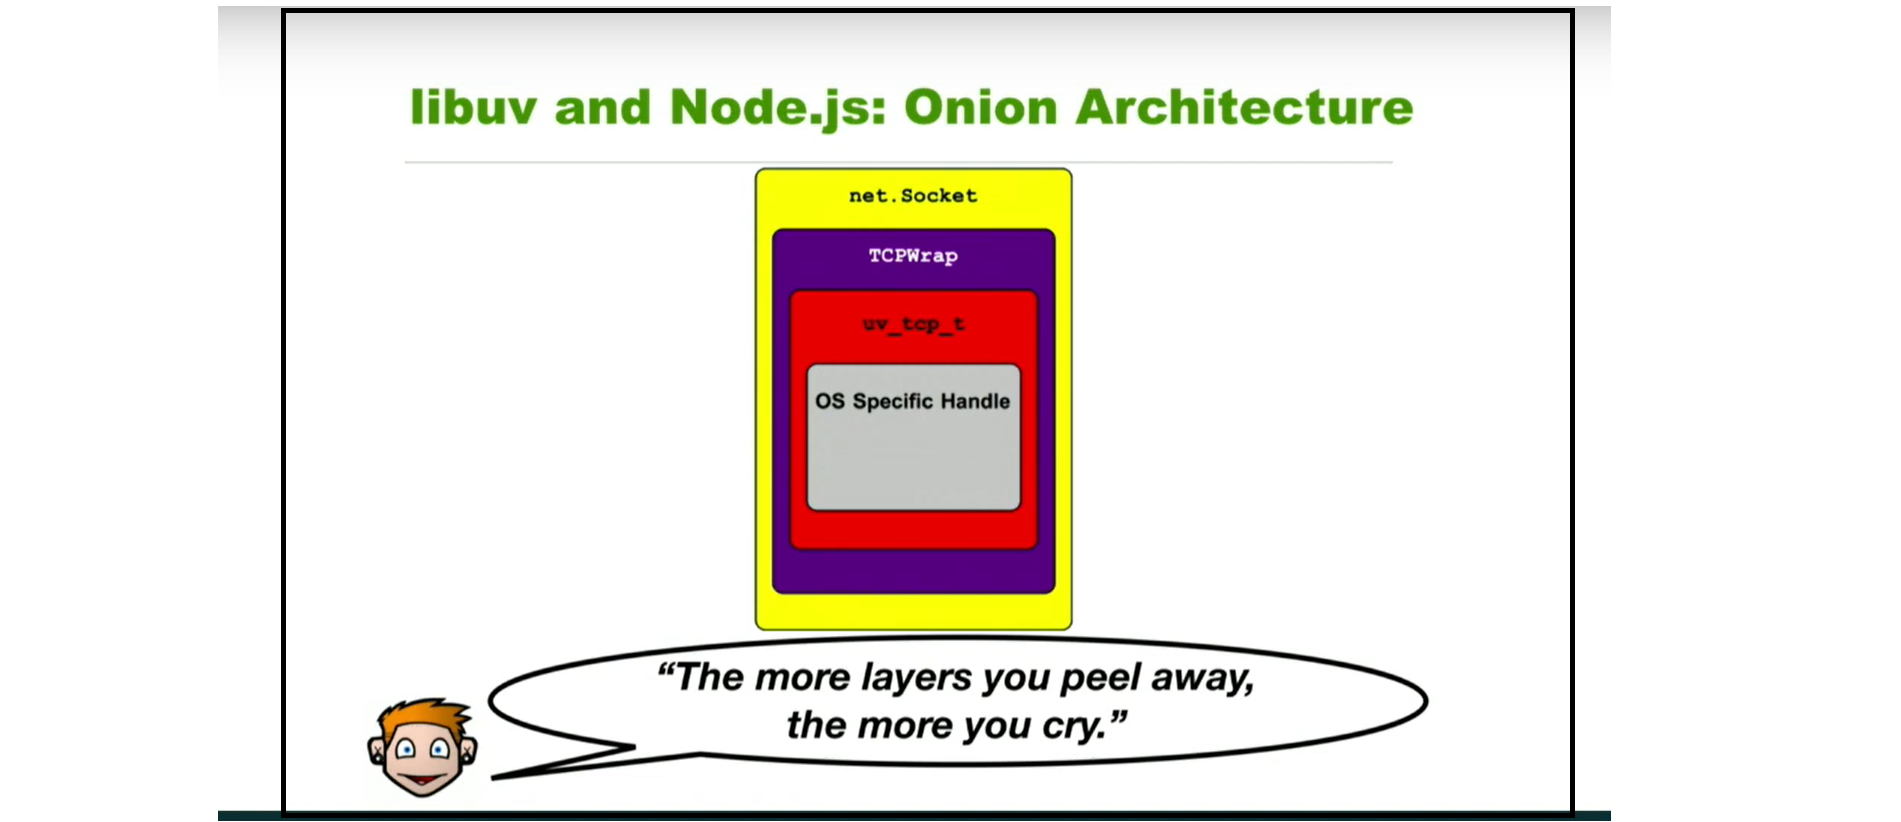 libuv and Node.js: Onion Architecture
net.Socket
TCPWrap
uv_tcp_t
OS Specific Handle
“The more layers you peel away,
the more you cry.”